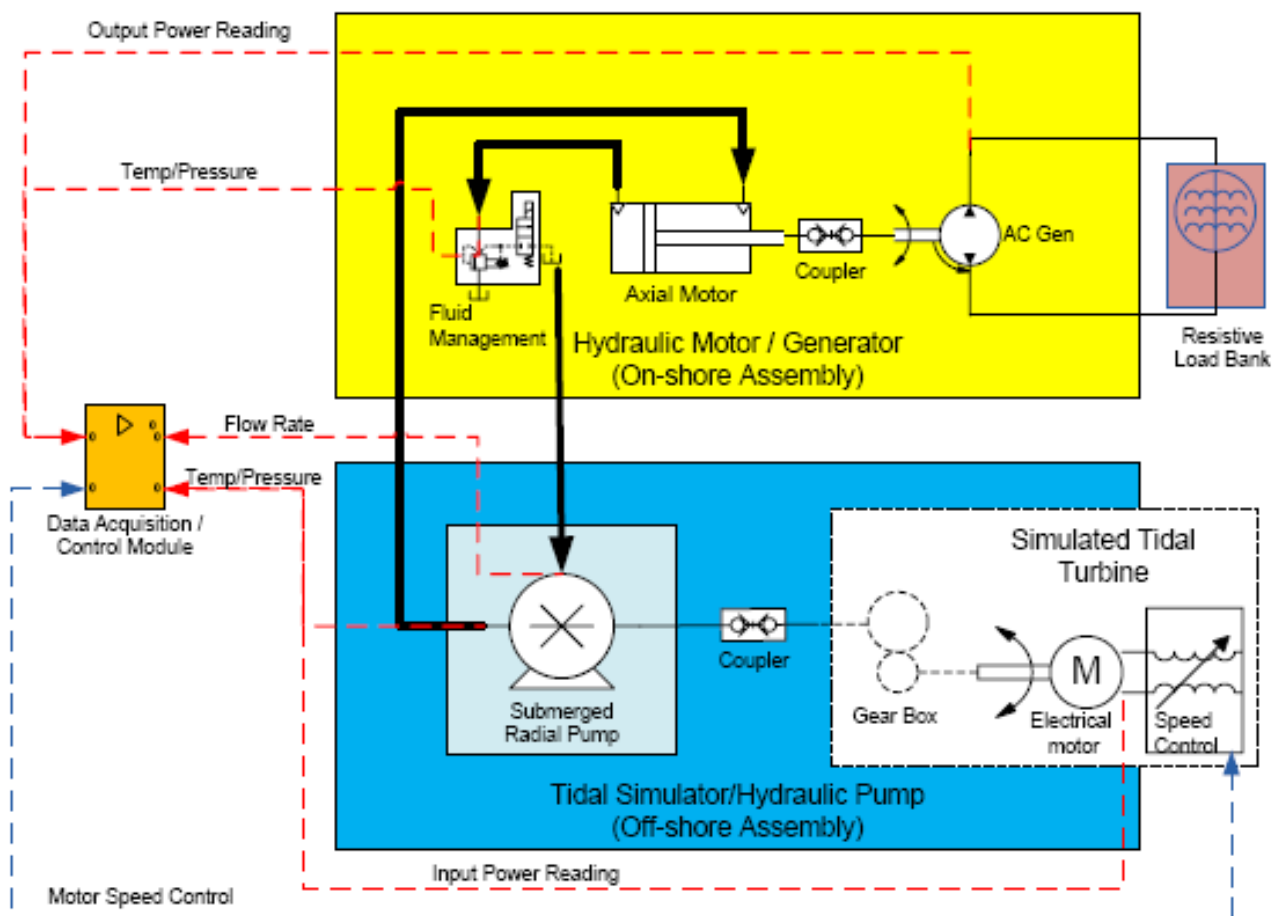 Output Power Reading
Temp/Pressure
Fluid
Management
Axial Motor
Coupler
AC Gen
Hydraulic Motor / Generator
(On-shore Assembly)
Resistive
Load Bank
Flow Rate
Temp/Pressure
Data Acquisition /
Control Module
Simulated Tidal
Turbine
Coupler
M
Submerged
Radial Pump
Gear Box
Electrical
motor
Speed
Control
Tidal Simulator/Hydraulic Pump
(Off-shore Assembly)
Input Power Reading
Motor Speed Control